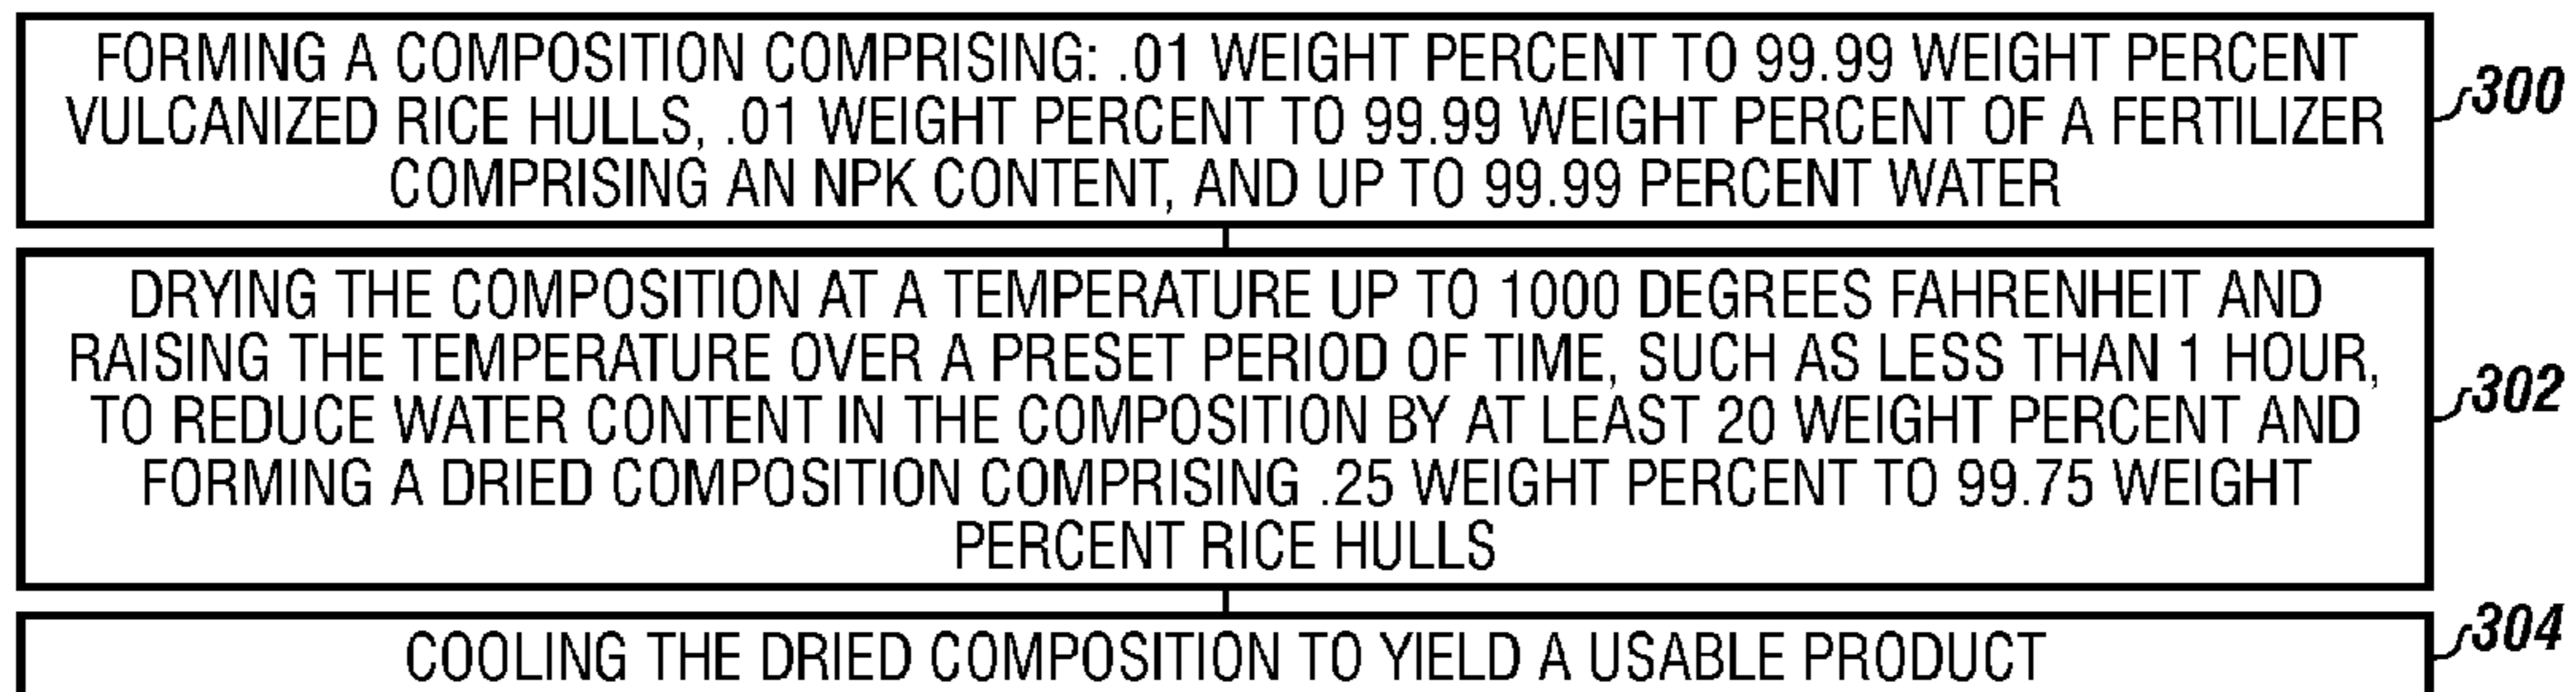 FORMING A COMPOSITION COMPRISING: .01 WEIGHT PERCENT TO 99.99 WEIGHT PERCENT
VULCANIZED RICE HULLS, .01 WEIGHT PERCENT TO 99.99 WEIGHT PERCENT OF A FERTILIZER
COMPRISING AN NPK CONTENT, AND UP TO 99.99 PERCENT WATER
300
DRYING THE COMPOSITION AT A TEMPERATURE UP TO 1000 DEGREES FAHRENHEIT AND
RAISING THE TEMPERATURE OVER A PRESET PERIOD OF TIME, SUCH AS LESS THAN 1 HOUR,
TO REDUCE WATER CONTENT IN THE COMPOSITION BY AT LEAST 20 WEIGHT PERCENT AND
FORMING A DRIED COMPOSITION COMPRISING .25 WEIGHT PERCENT TO 99.75 WEIGHT
PERCENT RICE HULLS
302
COOLING THE DRIED COMPOSITION TO YIELD A USABLE PRODUCT
304